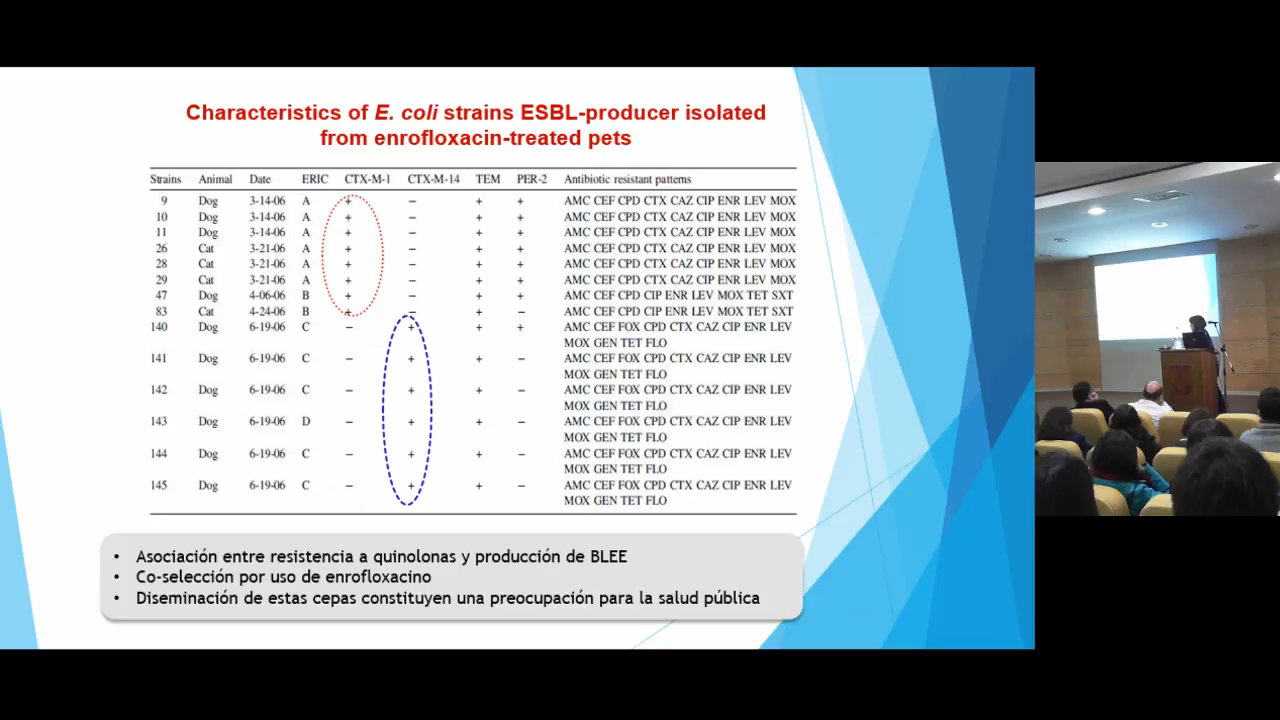 Characteristics of E. coli strains ESBL-producer isolated
from enrofloxacin-treated pets
Strains Animal Date ERIC CTX-M-1 CTX-M-14 TEM PER-2 Antibiotic resistant patterns
9 Dog 3-14-06 A + − + + AMC CEF CPD CTX CAZ CIP ENR LEV MOX
10 Dog 3-14-06 A + − + + AMC CEF CPD CTX CAZ CIP ENR LEV MOX
11 Dog 3-14-06 A + − + + AMC CEF CPD CTX CAZ CIP ENR LEV MOX
26 Cat 3-21-06 A + − + + AMC CEF CPD CTX CAZ CIP ENR LEV MOX
28 Cat 3-21-06 A + − + + AMC CEF CPD CTX CAZ CIP ENR LEV MOX
29 Cat 3-21-06 A + − + + AMC CEF CPD CTX CAZ CIP ENR LEV MOX
47 Dog 4-06-06 B + − + + AMC CEF CPD CIP ENR LEV MOX TET SXT
83 Cat 4-24-06 B + − + − AMC CEF CPD CIP ENR LEV MOX TET SXT
140 Dog 6-19-06 C − + + + AMC CEF FOX CPD CTX CAZ CIP ENR LEV
MOX GEN TET FLO
141 Dog 6-19-06 C − + + − AMC CEF FOX CPD CTX CAZ CIP ENR LEV
MOX GEN TET FLO
142 Dog 6-19-06 C − + + − AMC CEF FOX CPD CTX CAZ CIP ENR LEV
MOX GEN TET FLO
143 Dog 6-19-06 D − + + − AMC CEF FOX CPD CTX CAZ CIP ENR LEV
MOX GEN TET FLO
144 Dog 6-19-06 C − + + − AMC CEF FOX CPD CTX CAZ CIP ENR LEV
MOX GEN TET FLO
145 Dog 6-19-06 C − + + − AMC CEF FOX CPD CTX CAZ CIP ENR LEV
MOX GEN TET FLO
• Asociación entre resistencia a quinolonas y producción de BLEE
• Co-selección por uso de enrofloxacino
• Diseminación de estas cepas constituyen una preocupación para la salud pública